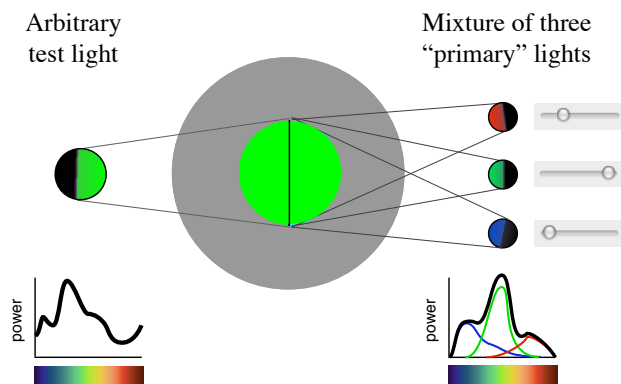 Arbitrary
test light
Mixture of three
“primary” lights
power
power